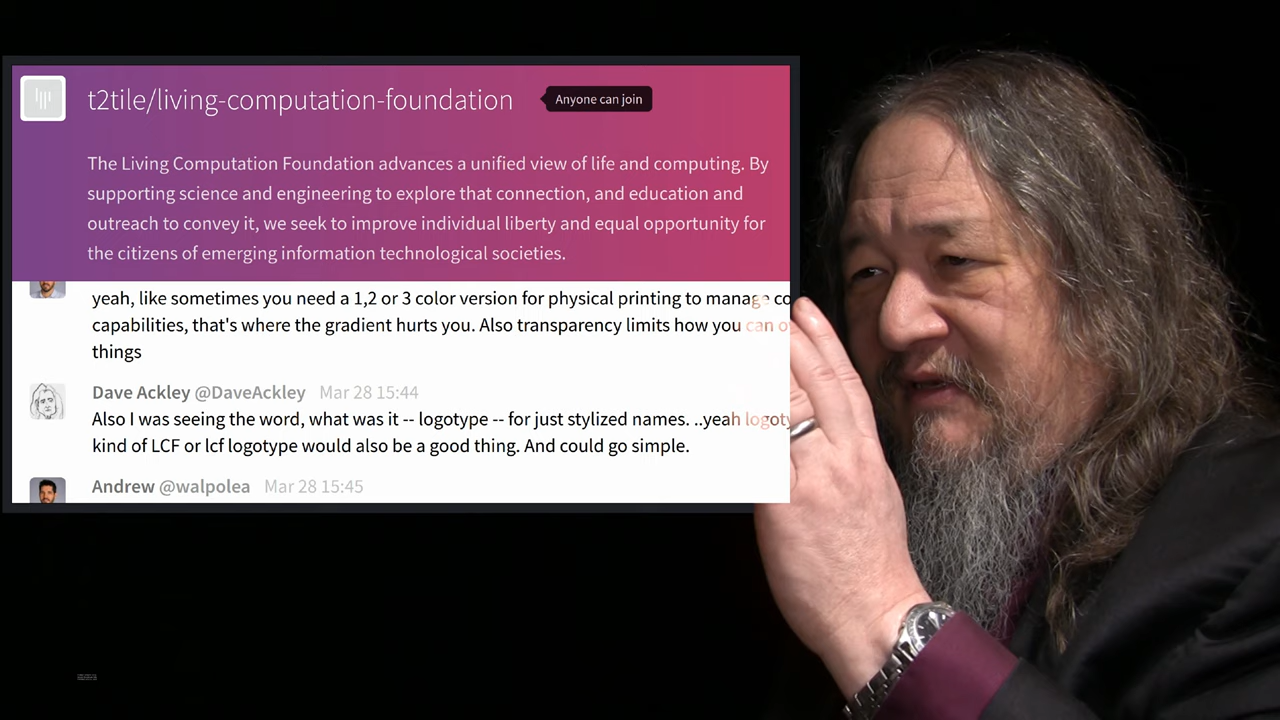 t2tile/living-computation-foundation
Anyone can join
The Living Computation Foundation advances a unified view of life and computing. By
supporting science and engineering to explore that connection, and education and
outreach to convey it, we seek to improve individual liberty and equal opportunity for
the citizens of emerging information technological societies.
yeah, like sometimes you need a 1,2 or 3 color version for physical printing to manage
capabilities, that's where the gradient hurts you. Also transparency limits how you can
things
Dave Ackley @DaveAckley Mar 28 15:44
Also I was seeing the word, what was it -- logotype -- for just stylized names. ..yeah
kind of LCF or lcf logotype would also be a good thing. And could go simple.
Andrew @walpolea Mar 28 15:45